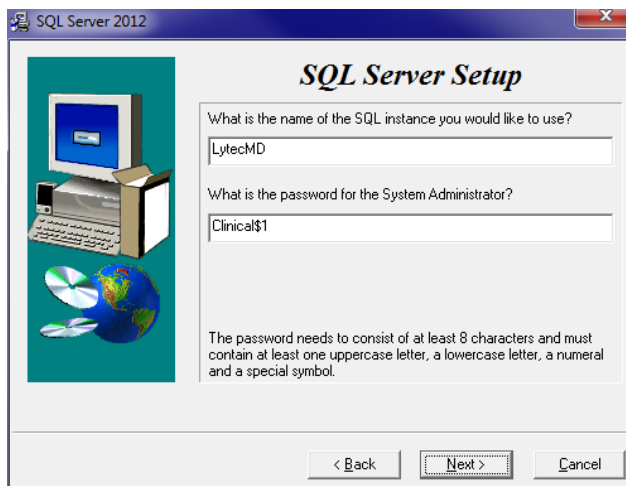 SQL Server 2012
SQL Server Setup
What is the name of the SQL instance you would like to use?
LytecMD
What is the password for the System Administrator?
Clinical$1
The password needs to consist of at least 8 characters and must
contain at least one uppercase letter, a lowercase letter, a numeral
and a special symbol.
< Back
Next >
Cancel